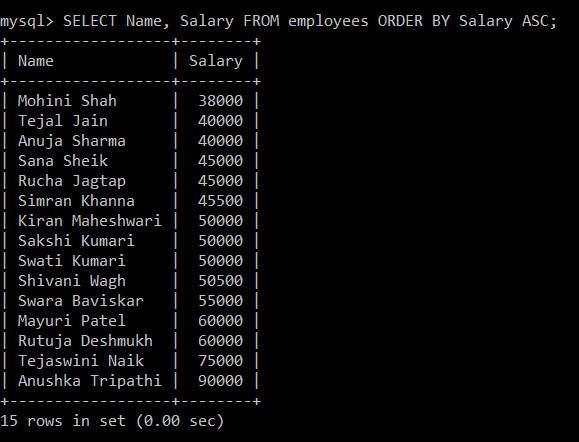 mysql> SELECT Name, Salary FROM employees ORDER BY Salary ASC;
+------------------+--------+
| Name             | Salary |
+------------------+--------+
| Mohini Shah      |  38000 |
| Tejal Jain       |  40000 |
| Anuja Sharma     |  40000 |
| Sana Sheik       |  45000 |
| Rucha Jagtap     |  45000 |
| Simran Khanna    |  45500 |
| Kiran Maheshwari |  50000 |
| Sakshi Kumari    |  50000 |
| Swati Kumari     |  50000 |
| Shivani Wagh     |  50500 |
| Swara Baviskar   |  55000 |
| Mayuri Patel     |  60000 |
| Rutuja Deshmukh  |  60000 |
| Tejaswini Naik   |  75000 |
| Anushka Tripathi |  90000 |
+------------------+--------+
15 rows in set (0.00 sec)